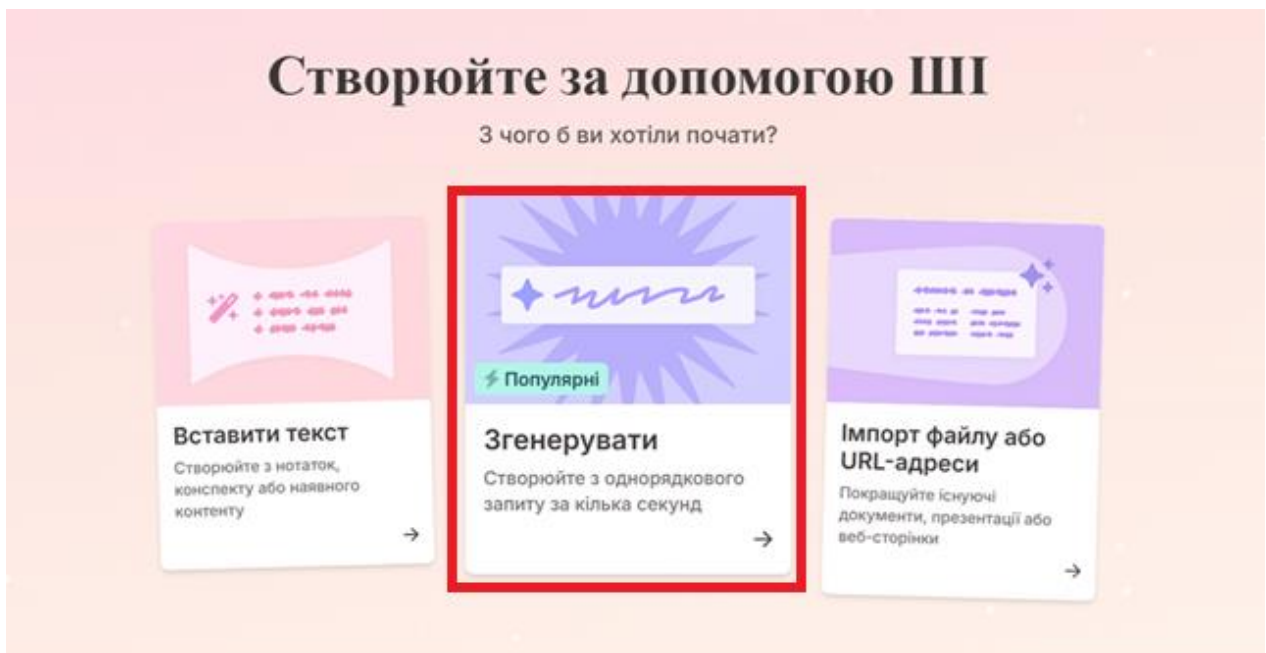 Створюйте за допомогою ШІ
З чого б ви хотіли почати?
Вставити текст
Створюйте з нотаток,
конспекту або наявного
контенту
Популярні
Згенерувати
Створюйте з однорядкового
запиту за кілька секунд
Імпорт файлу або
URL-адреси
Покращуйте існуючі
документи, презентації або
веб-сторінки